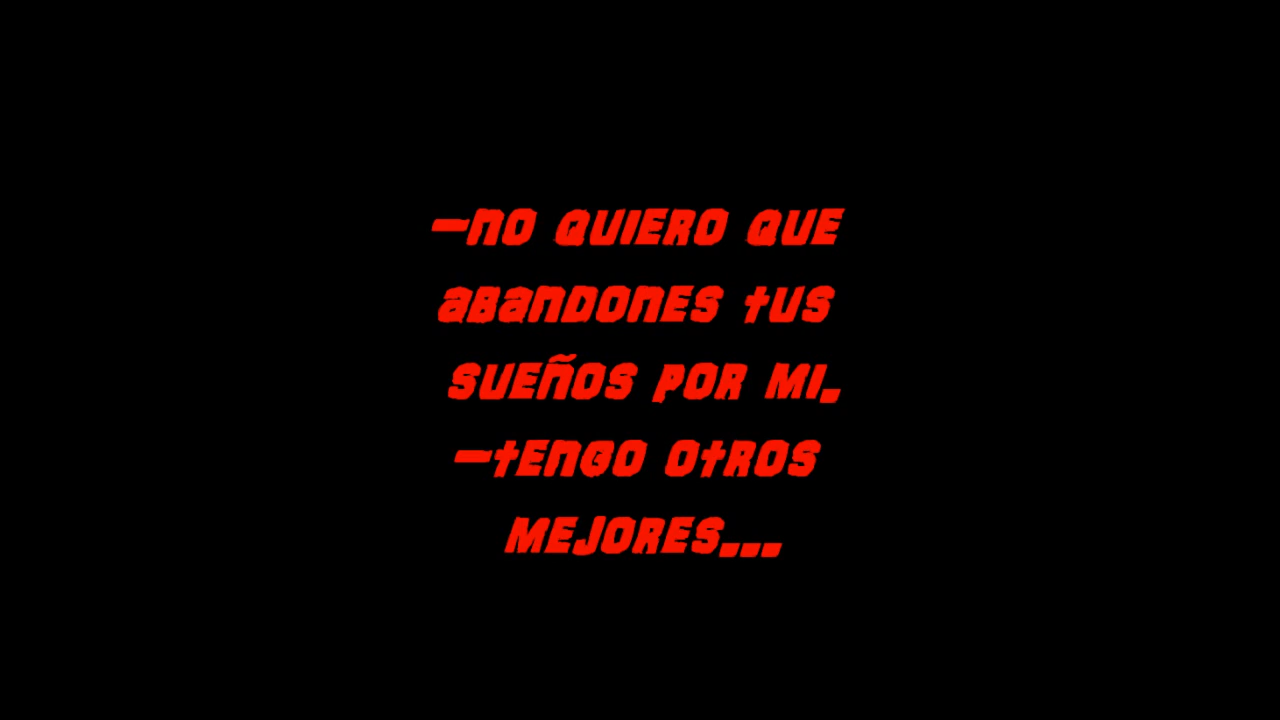 -NO QUIERO QUE
ABANDONES TUS
SUEÑOS POR MI.
-TENGO OTROS
MEJORES...